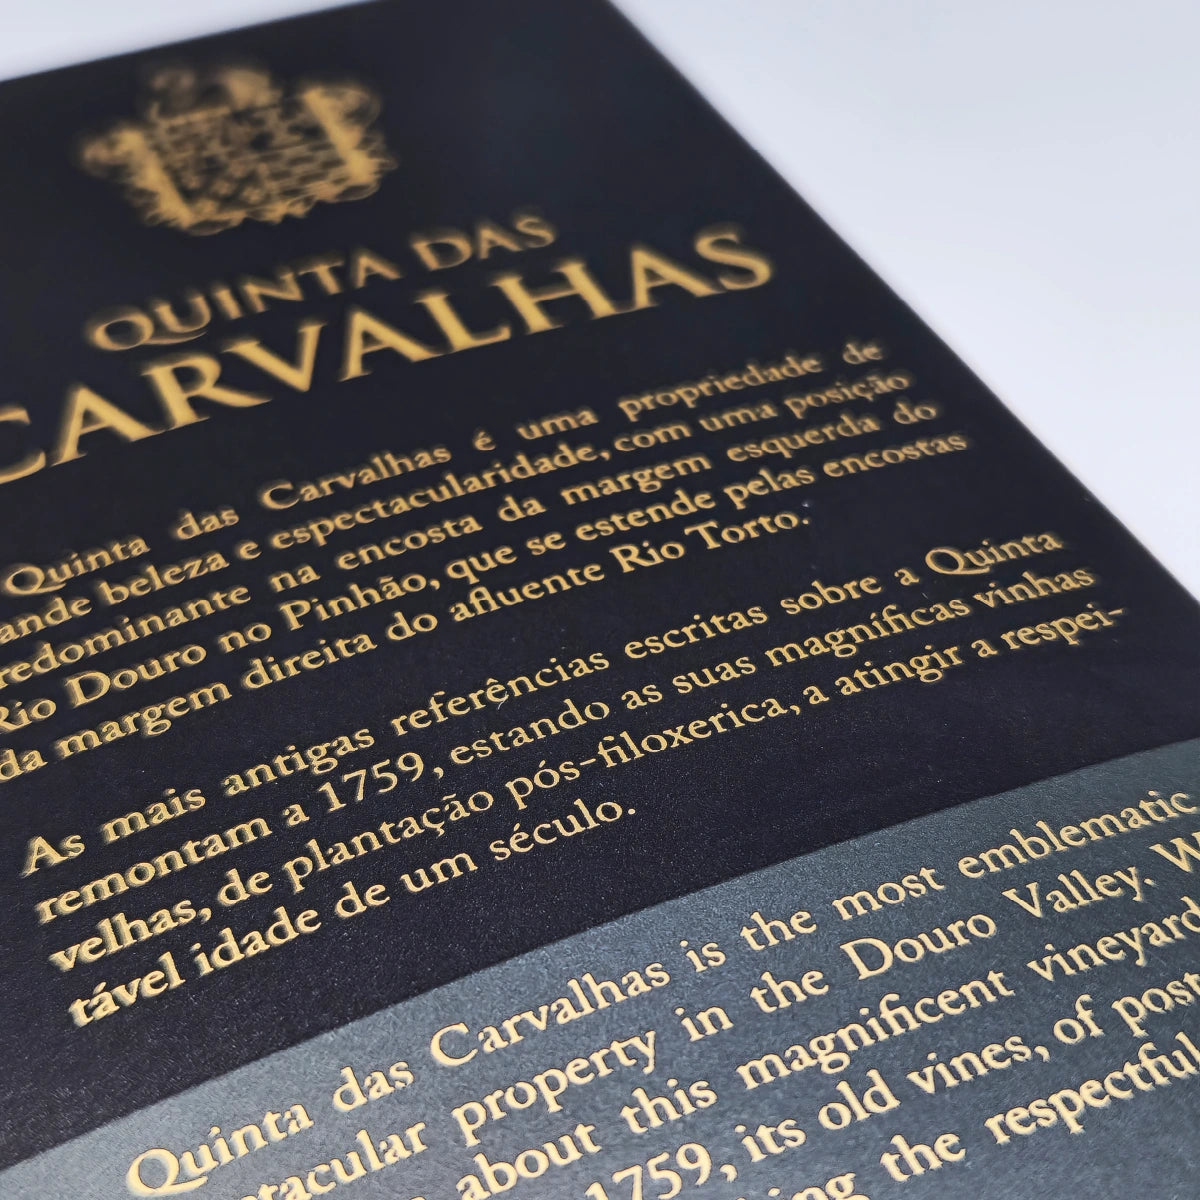 QUINTA DAS
CARVALHAS
Quinta das Carvalhas é uma propriedade de
ande beleza e espectacularidade, com uma posição
redominante na encosta da margem esquerda do
Rio Douro no Pinhão, que se estende pelas encostas
da margem direita do afluente Rio Torto.
As mais antigas referências escritas sobre a Quinta
remontam a 1759, estando as suas magníficas vinhas
velhas, de plantação pós-filoxerica, a atingir a respei-
tável idade de um século.
Quinta das Carvalhas is the most emblematic
tacular property in the Douro Valley. W
about this magnificent vineyard
1759, its old vines, of post
the respectful